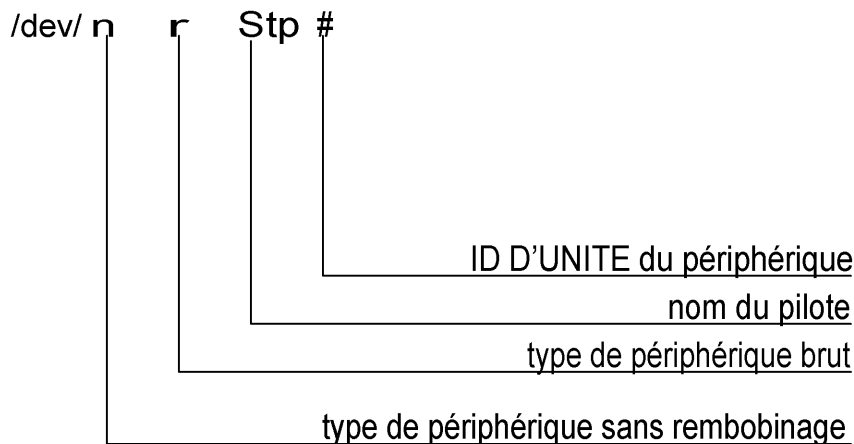 /dev/ n r Stp #
ID D’UNITE du périphérique
nom du pilote
type de périphérique brut
type de périphérique sans rembobinage